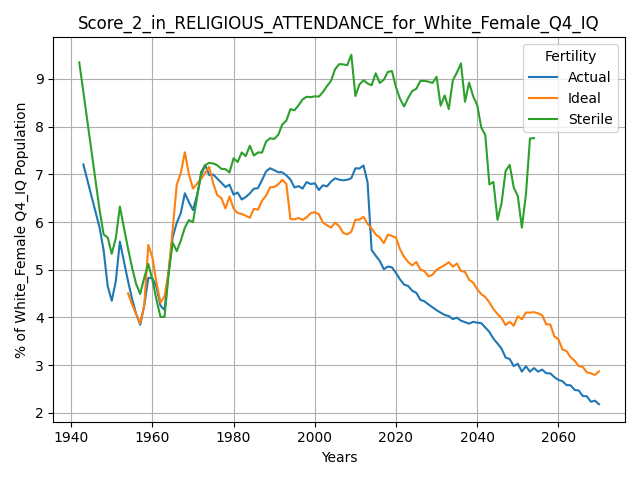 Score_2_in_RELIGIOUS_ATTENDANCE_for_White_Female_Q4_IQ
% of White_Female Q4_IQ Population
9
8
7
6
5
4
3
2
Fertility
Actual
Ideal
Sterile
1940 1960 1980 2000 2020 2040 2060
Years